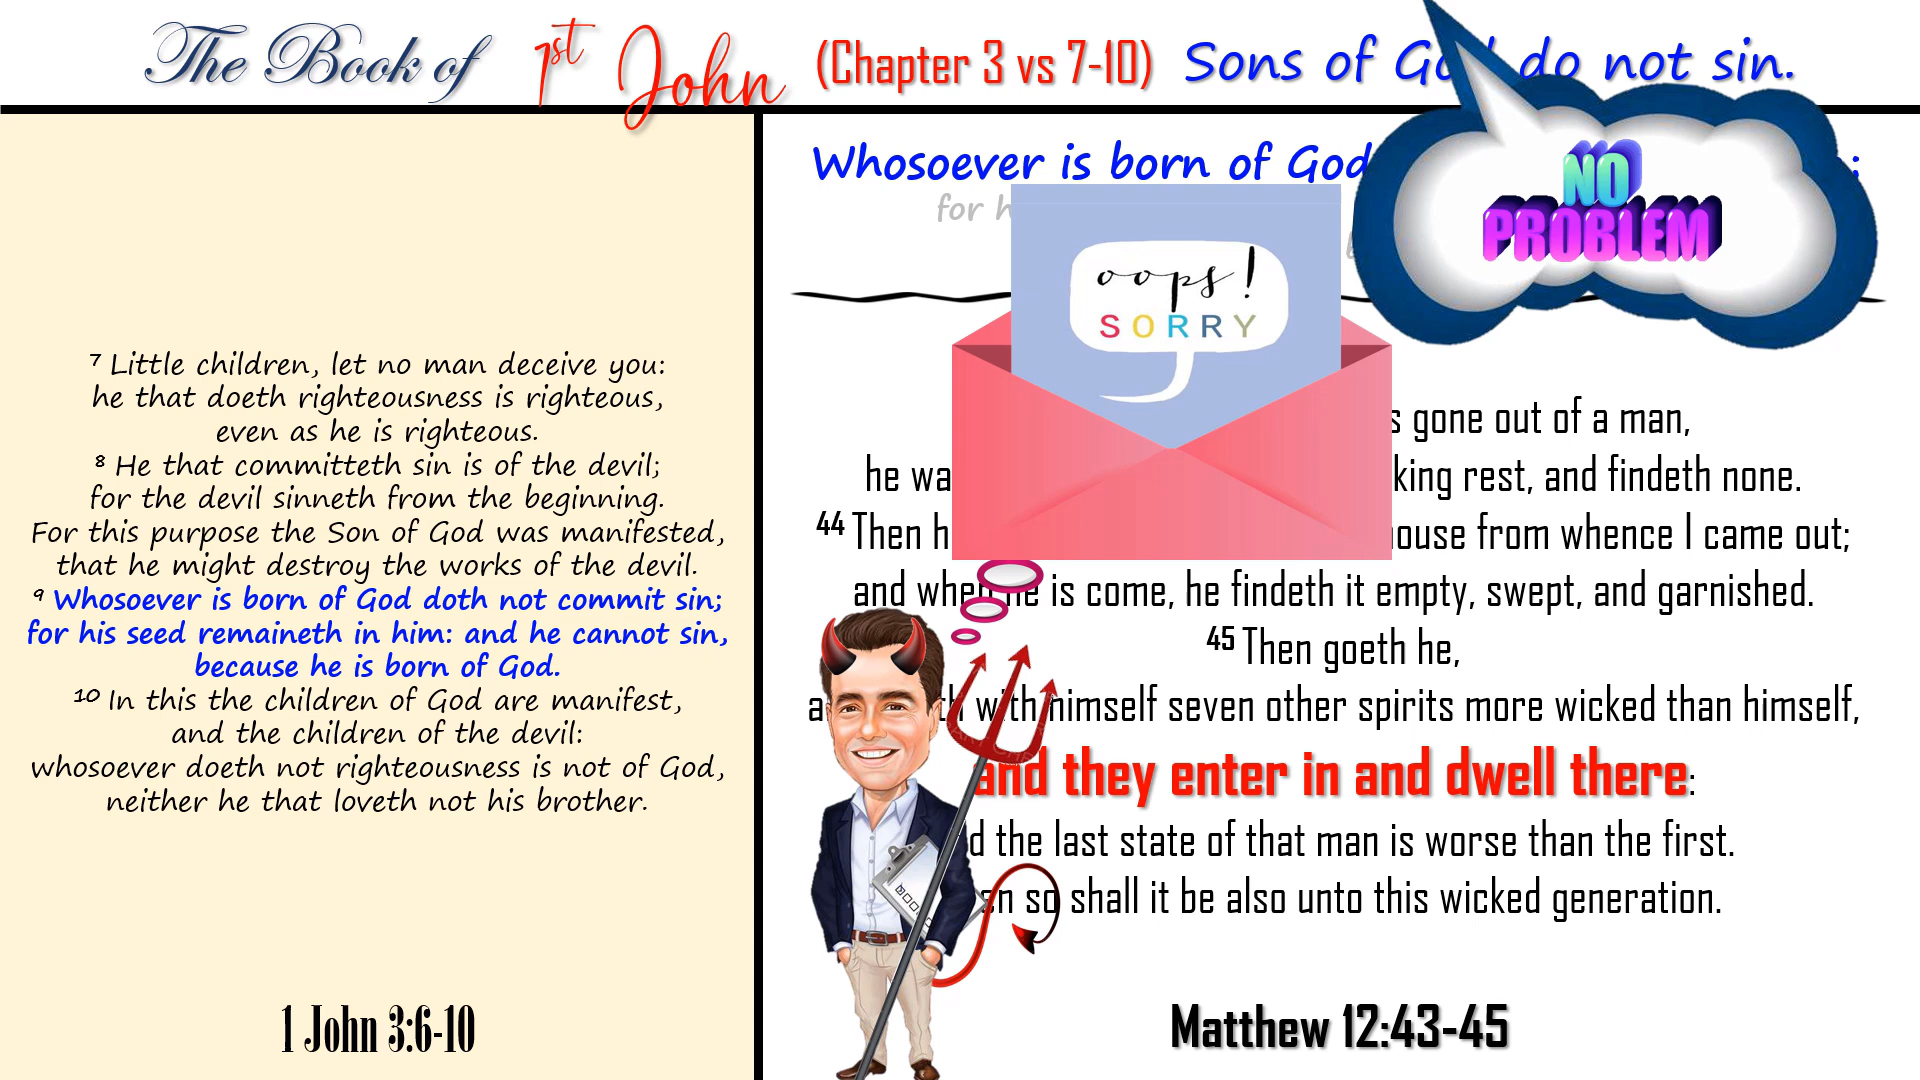 The Book of 1st John (Chapter 3 vs 7-10) Sons of God do not sin.
7 Little children, let no man deceive you:
he that doeth righteousness is righteous,
even as he is righteous.
8 He that committeth sin is of the devil;
for the devil sinneth from the beginning.
For this purpose the Son of God was manifested,
that he might destroy the works of the devil.
9 Whosoever is born of God doth not commit sin;
for his seed remaineth in him: and he cannot sin,
because he is born of God.
10 In this the children of God are manifest,
and the children of the devil:
whosoever doeth not righteousness is not of God,
neither he that loveth not his brother.
1 John 3:6-10
Whosoever is born of God
for
NO
PROBLEM
oops!
SORRY
gone out of a man,
he rest, and findeth none.
44 Then house from whence I came out;
and when he is come, he findeth it empty, swept, and garnished.
45 Then goeth he,
with himself seven other spirits more wicked than himself,
and they enter in and dwell there:
the last state of that man is worse than the first.
so shall it be also unto this wicked generation.
Matthew 12:43-45